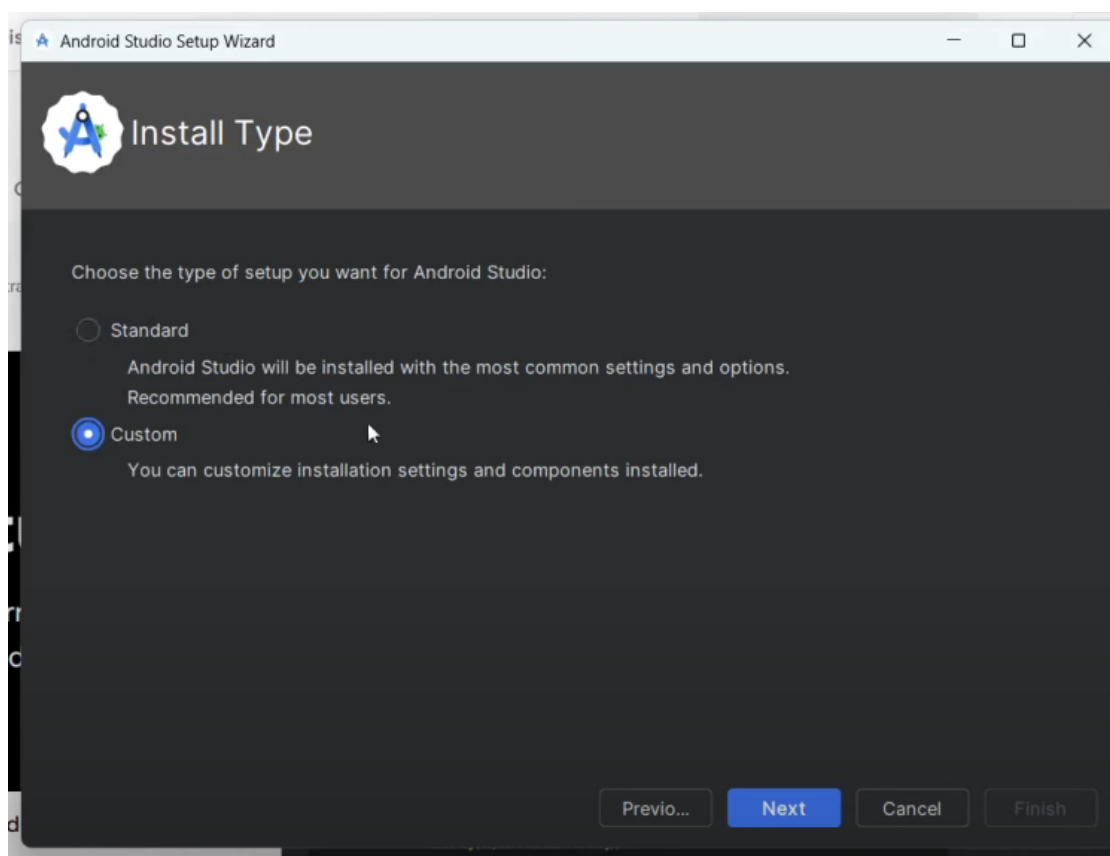 Android Studio Setup Wizard
Install Type
Choose the type of setup you want for Android Studio:
Standard
Android Studio will be installed with the most common settings and options.
Recommended for most users.
Custom
You can customize installation settings and components installed.
Previo...
Next
Cancel
Finish